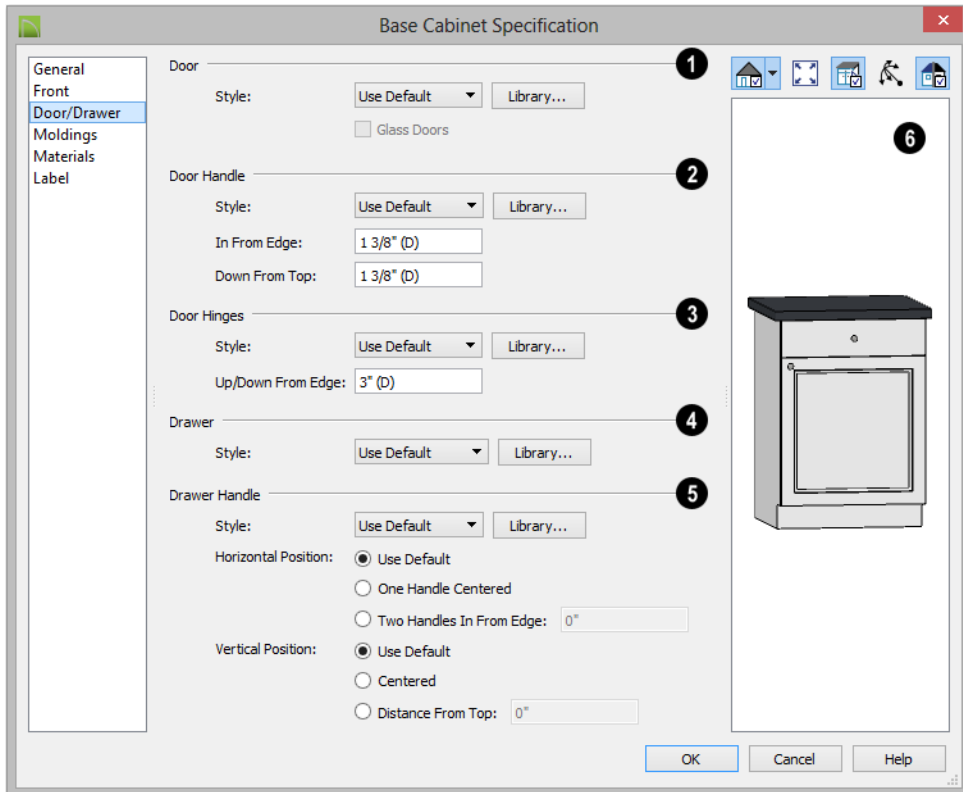 Base Cabinet Specification
×
General
Front
Door/Drawer
Moldings
Materials
Label
Door
1
Style:
Use Default
Library...
Glass Doors
Door Handle
2
Style:
Use Default
Library...
In From Edge:
1 3/8" (D)
Down From Top:
1 3/8" (D)
Door Hinges
3
Style:
Use Default
Library...
Up/Down From Edge:
3" (D)
Drawer
4
Style:
Use Default
Library...
Drawer Handle
5
Style:
Use Default
Library...
Horizontal Position:
Use Default
One Handle Centered
Two Handles In From Edge:
0"
Vertical Position:
Use Default
Centered
Distance From Top:
0"
6
OK
Cancel
Help